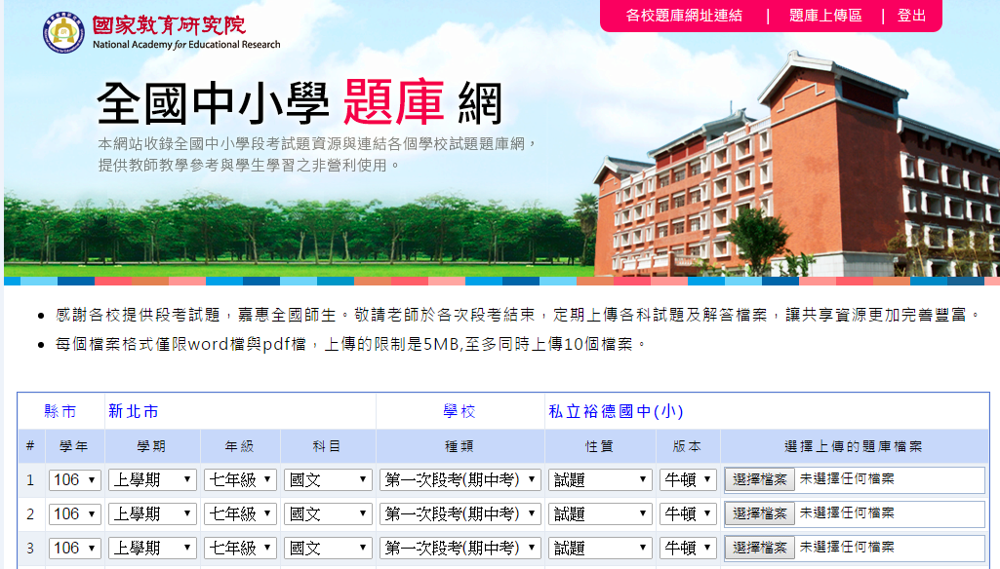 各校題庫網址連結 | 題庫上傳區 | 登出
國家教育研究院
National Academy for Educational Research
全國中小學 題庫 網
本網站收錄全國中小學段考試題資源與連結各個學校試題題庫網，
提供教師教學參考與學生學習之非營利使用。
感謝各校提供段考試題，嘉惠全國師生。敬請老師於各次段考結束，定期上傳各科試題及解答檔案，讓共享資源更加完善豐富。
每個檔案格式僅限word檔與pdf檔，上傳的限制是5MB,至多同時上傳10個檔案。
縣市 新北市 學校 私立裕德國中(小)
# 學年 學期 年級 科目 種類 性質 版本 選擇上傳的題庫檔案
1 106 上學期 七年級 國文 第一次段考(期中考) 試題 牛頓 選擇檔案 未選擇任何檔案
2 106 上學期 七年級 國文 第一次段考(期中考) 試題 牛頓 選擇檔案 未選擇任何檔案
3 106 上學期 七年級 國文 第一次段考(期中考) 試題 牛頓 選擇檔案 未選擇任何檔案